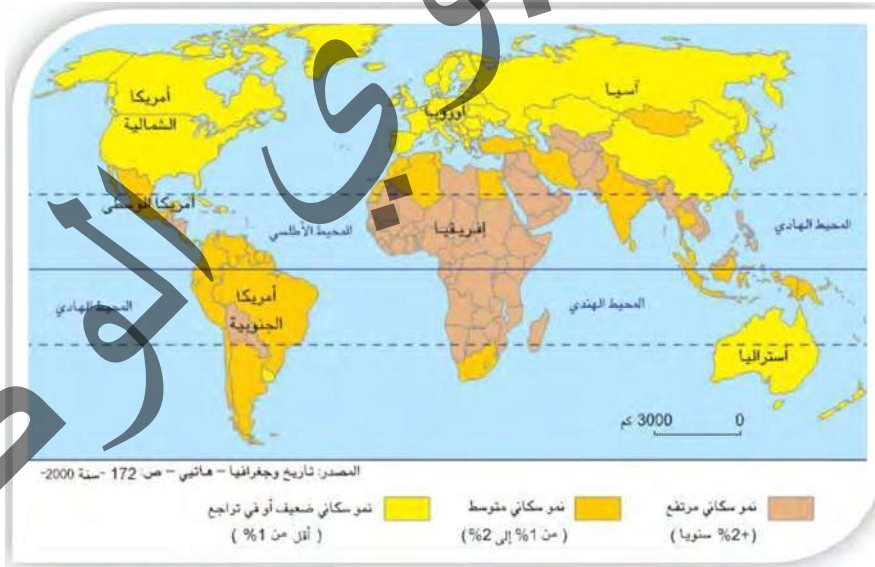 أمريكا
الشمالية
أوروبا
آسيا
أمريكا الوسطى
المحيط الأطلسي
إفريقيا
المحيط الهادي
المحيط الهادي
أمريكا
الجنوبية
المحيط الهندي
أستراليا
0 3000 كم
المصدر: تاريخ وجغرافيا – هاتيي – ص: 172 -سنة 2000-
نمو سكاني مرتفع
(+2% سنويا)
نمو سكاني متوسط
(من 1% إلى 2%)
نمو سكاني ضعيف أو في تراجع
(أقل من 1%)